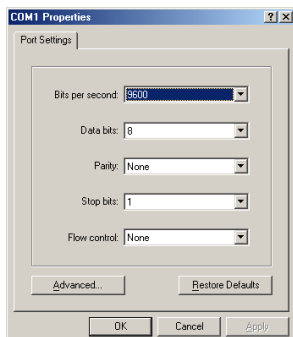 COM1 Properties
Port Settings
Bits per second: 9600
Data bits: 8
Parity: None
Stop bits: 1
Flow control: None
Advanced... Restore Defaults
OK Cancel Apply